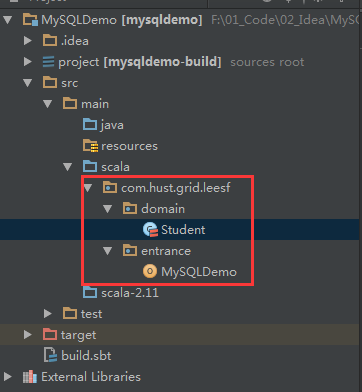 MySQLDemo [mysqldemo] F:\01_Code\02_Idea\MySQ
.idea
project [mysqldemo-build] sources root
src
main
java
resources
scala
com.hust.grid.leesf
domain
Student
entrance
MySQLDemo
scala-2.11
test
target
build.sbt
External Libraries